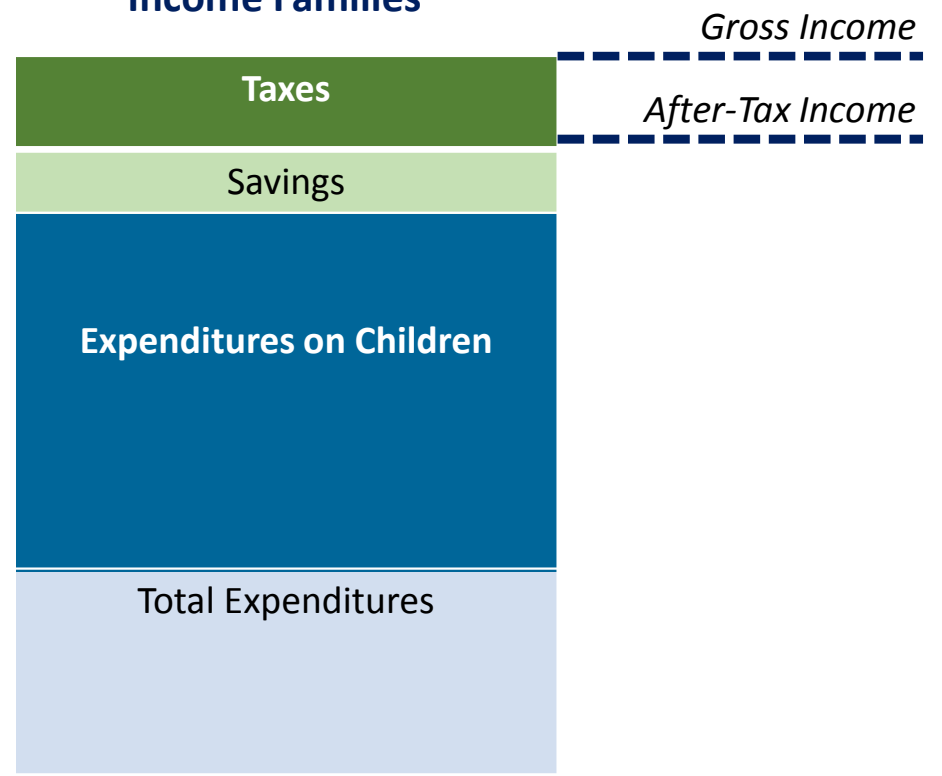 Income Families
Gross Income
Taxes
After-Tax Income
Savings
Expenditures on Children
Total Expenditures